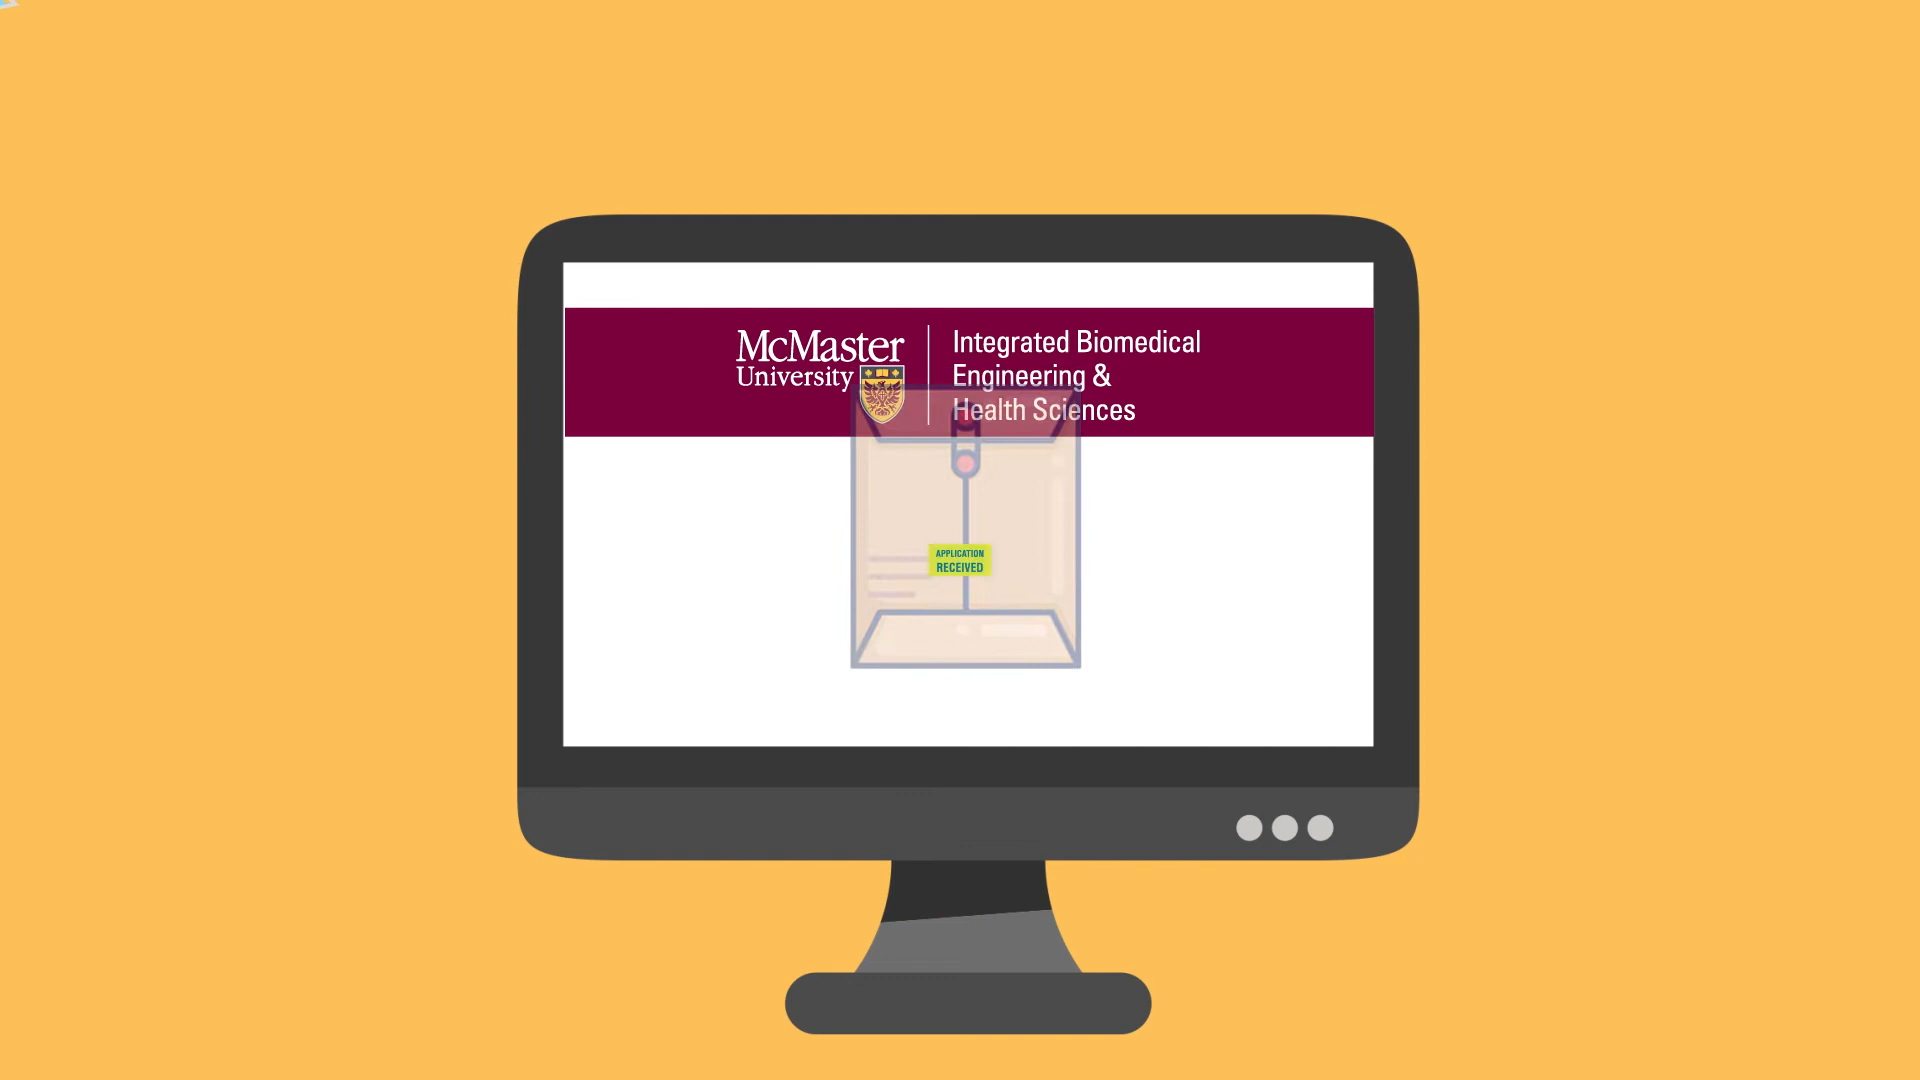 McMaster
University
Integrated Biomedical
Engineering &
Health Sciences
APPLICATION
RECEIVED